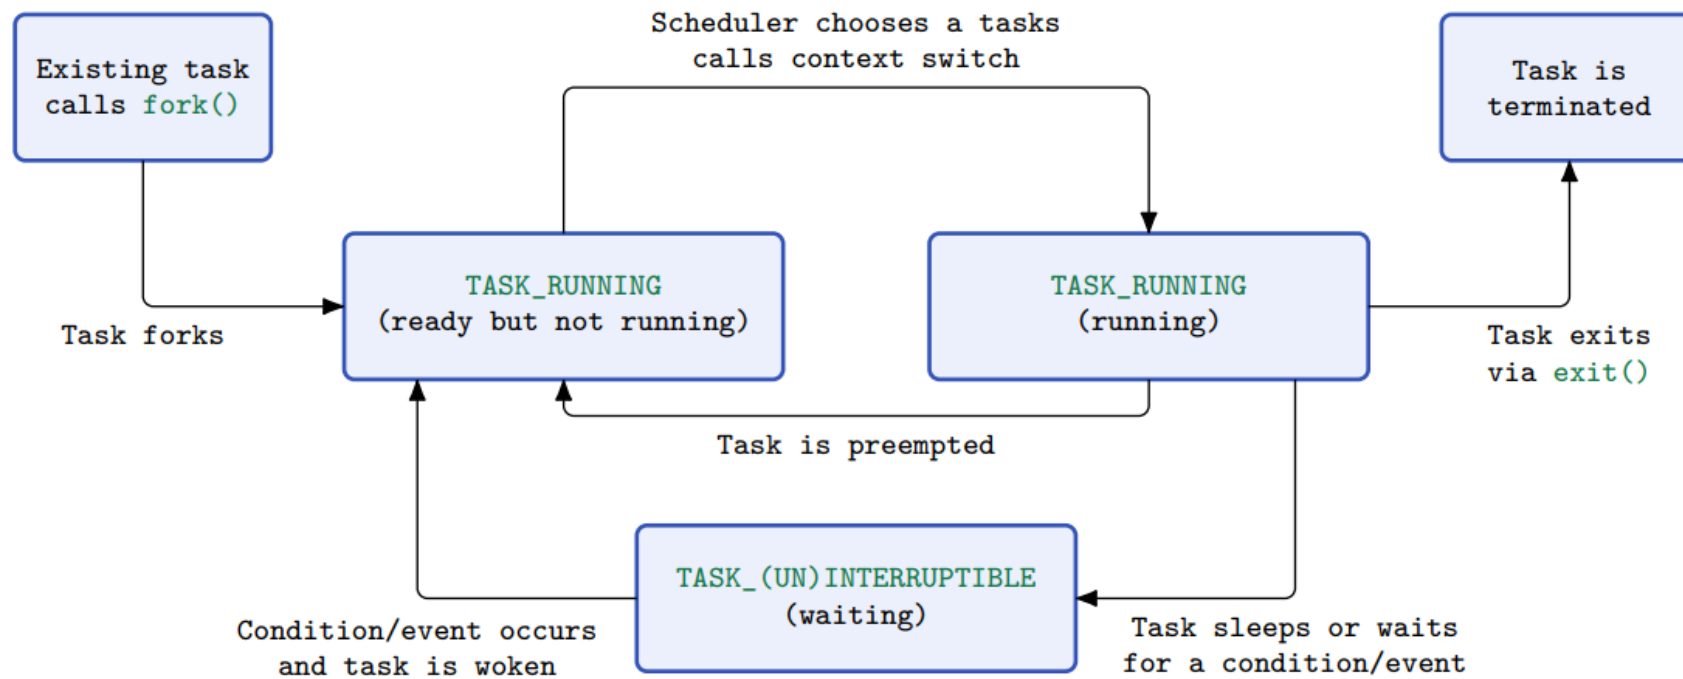 Existing task
calls fork()
Scheduler chooses a tasks
calls context switch
Task is
terminated
Task forks
TASK_RUNNING
(ready but not running)
TASK_RUNNING
(running)
Task exits
via exit()
Task is preempted
TASK_(UN)INTERRUPTIBLE
(waiting)
Condition/event occurs
and task is woken
Task sleeps or waits
for a condition/event